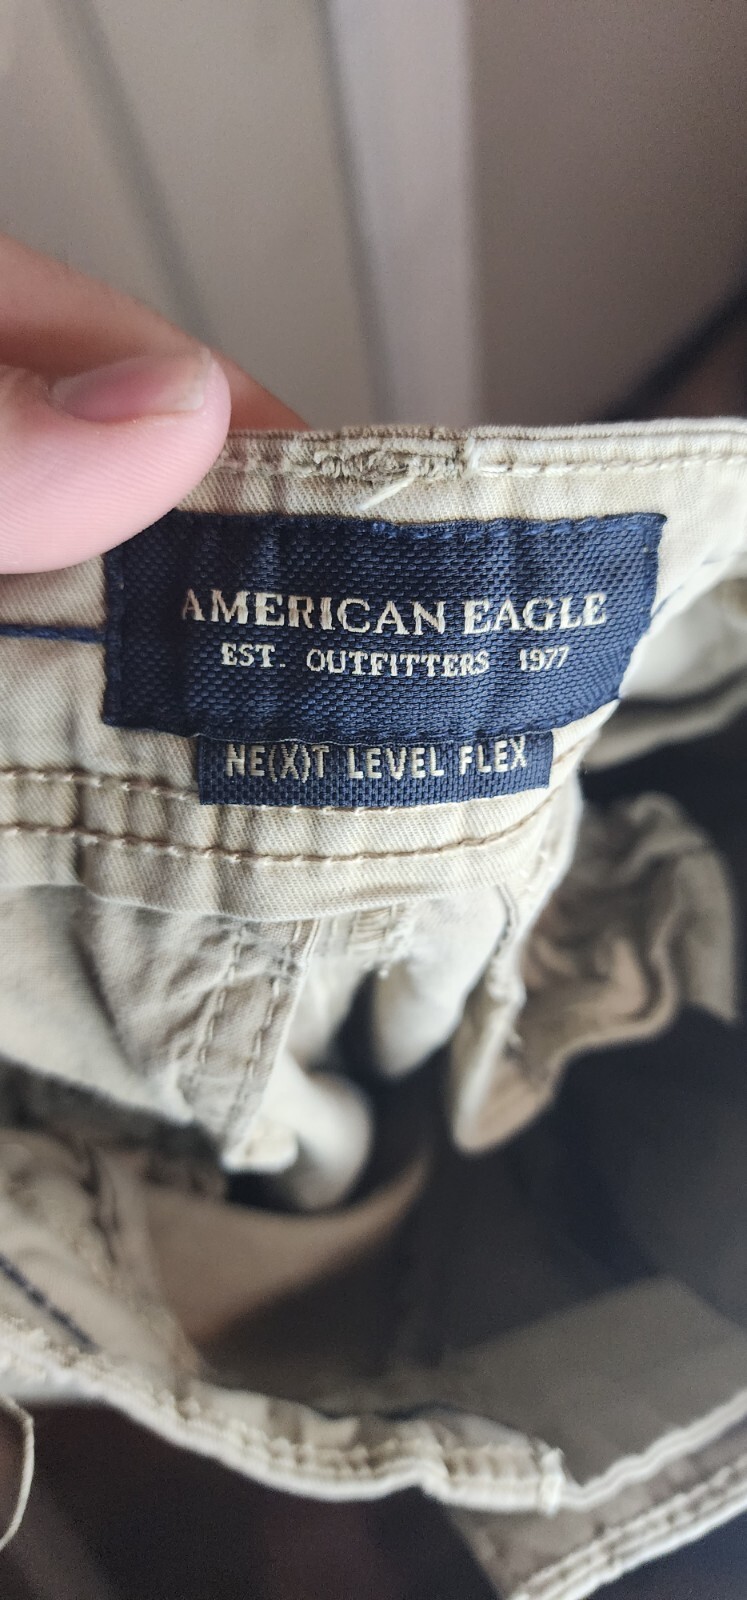 AMERICAN EAGLE
EST. OUTFITTERS 1977
NE(X)T LEVEL FLEX